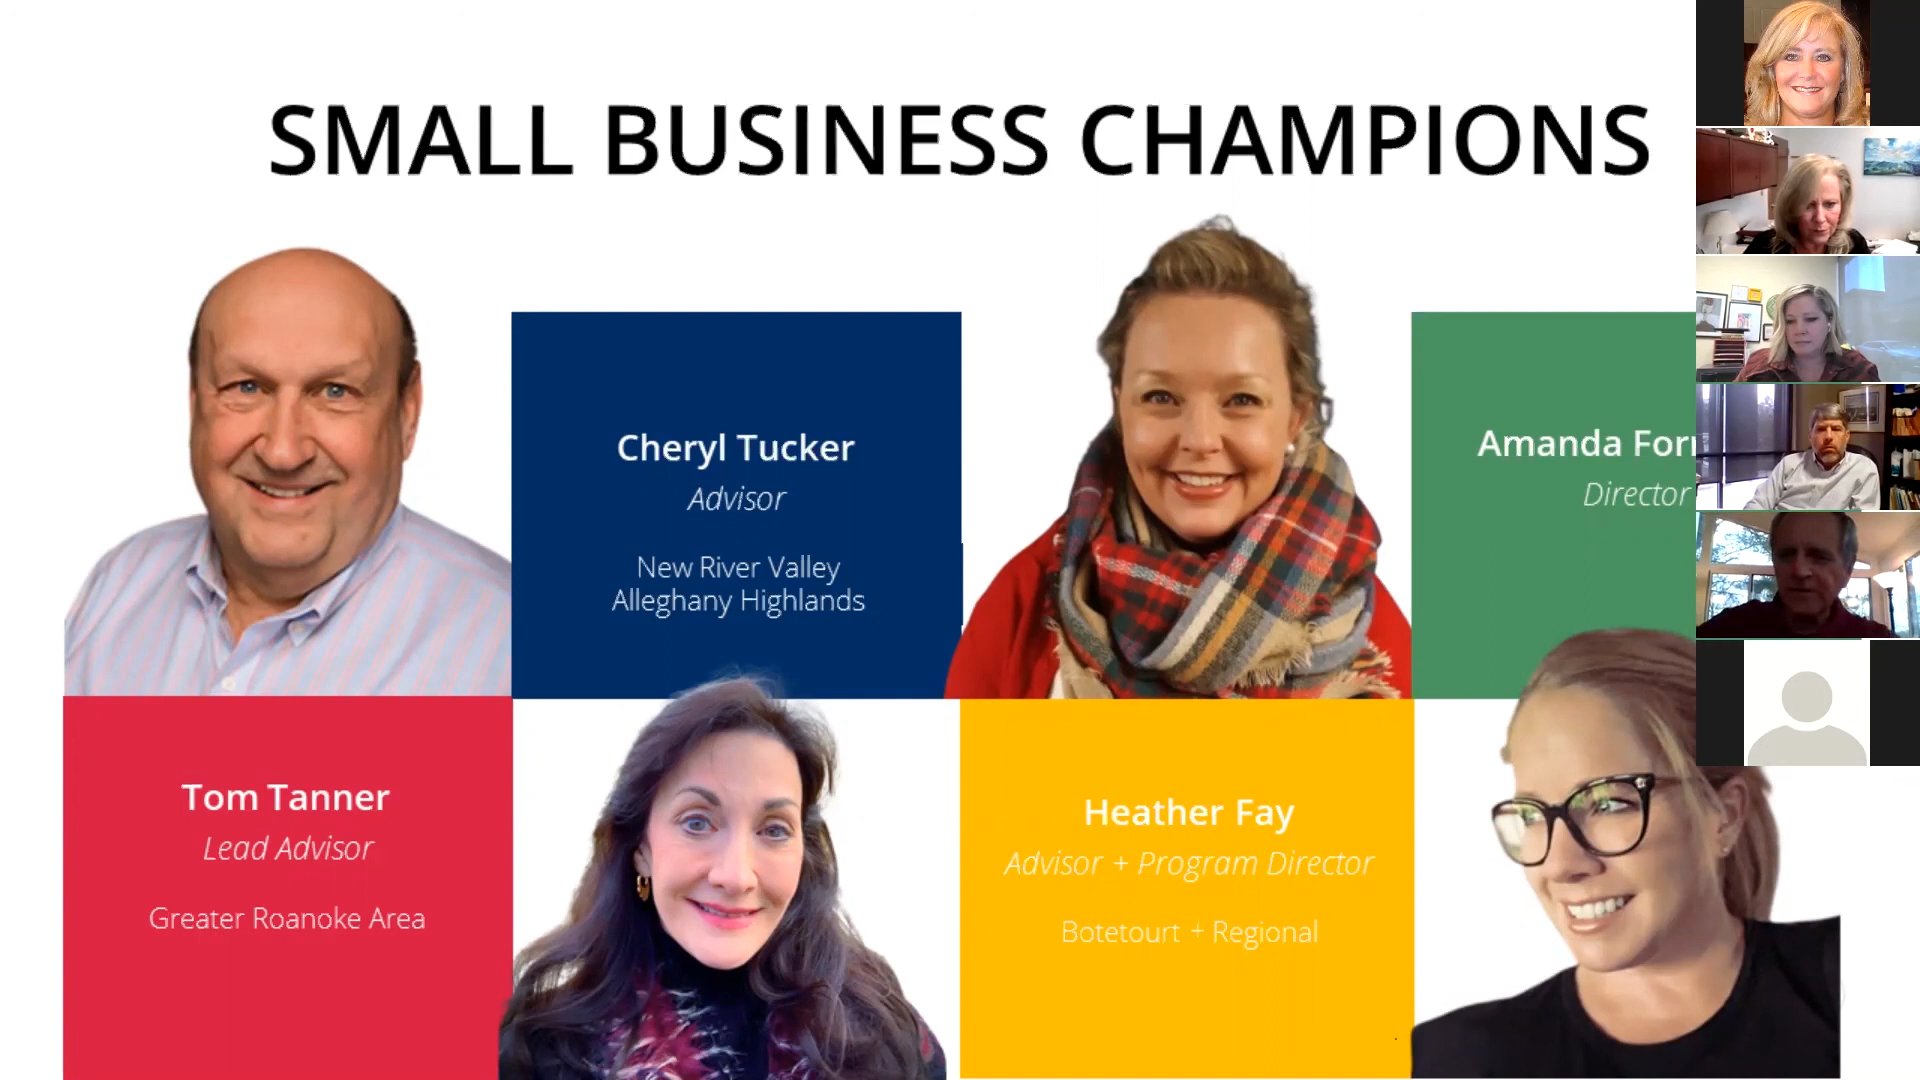 SMALL BUSINESS CHAMPIONS
Cheryl Tucker
Advisor
New River Valley
Alleghany Highlands
Amanda
Director
Tom Tanner
Lead Advisor
Greater Roanoke Area
Heather Fay
Advisor + Program Director
Botetourt + Regional